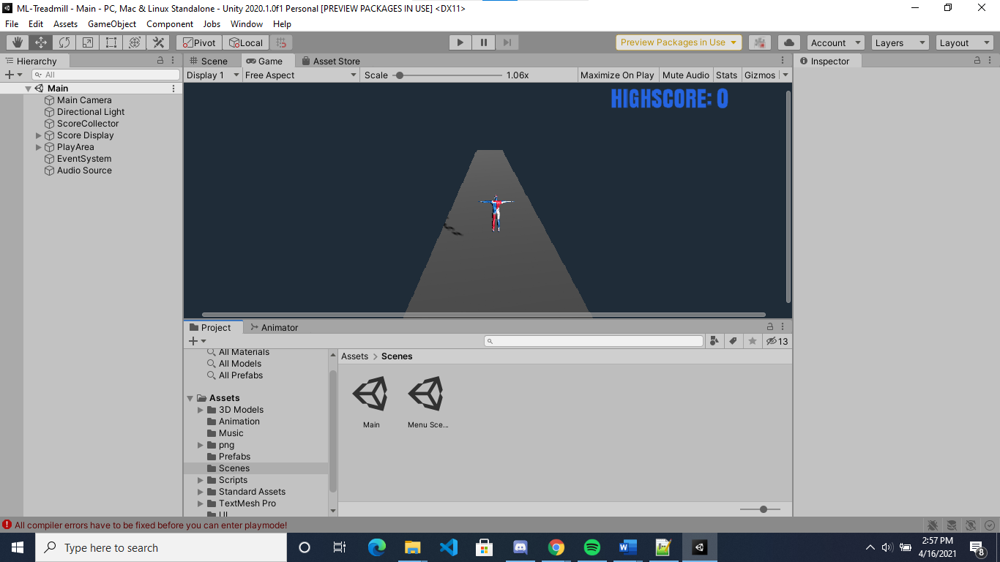 ML-Treadmill - Main - PC, Mac & Linux Standalone - Unity 2020.1.0f1 Personal [PREVIEW PACKAGES IN USE] <DX11>
File Edit Assets GameObject Component Jobs Window Help
Pivot Local Preview Packages in Use Account Layers Layout
Hierarchy Scene Game Asset Store Inspector
All Display 1 Free Aspect Scale 1.06x Maximize On Play Mute Audio Stats Gizmos
Main
Main Camera
Directional Light
ScoreCollector
Score Display
PlayArea
EventSystem
Audio Source
HIGHSCORE: 0
Project Animator
13
All Materials
All Models
All Prefabs
Assets
3D Models
Animation
Music
png
Prefabs
Scenes
Scripts
Standard Assets
TextMesh Pro
UI
Assets > Scenes
Main Menu Sce...
All compiler errors have to be fixed before you can enter playmode!
Type here to search
2:57 PM
4/16/2021
8